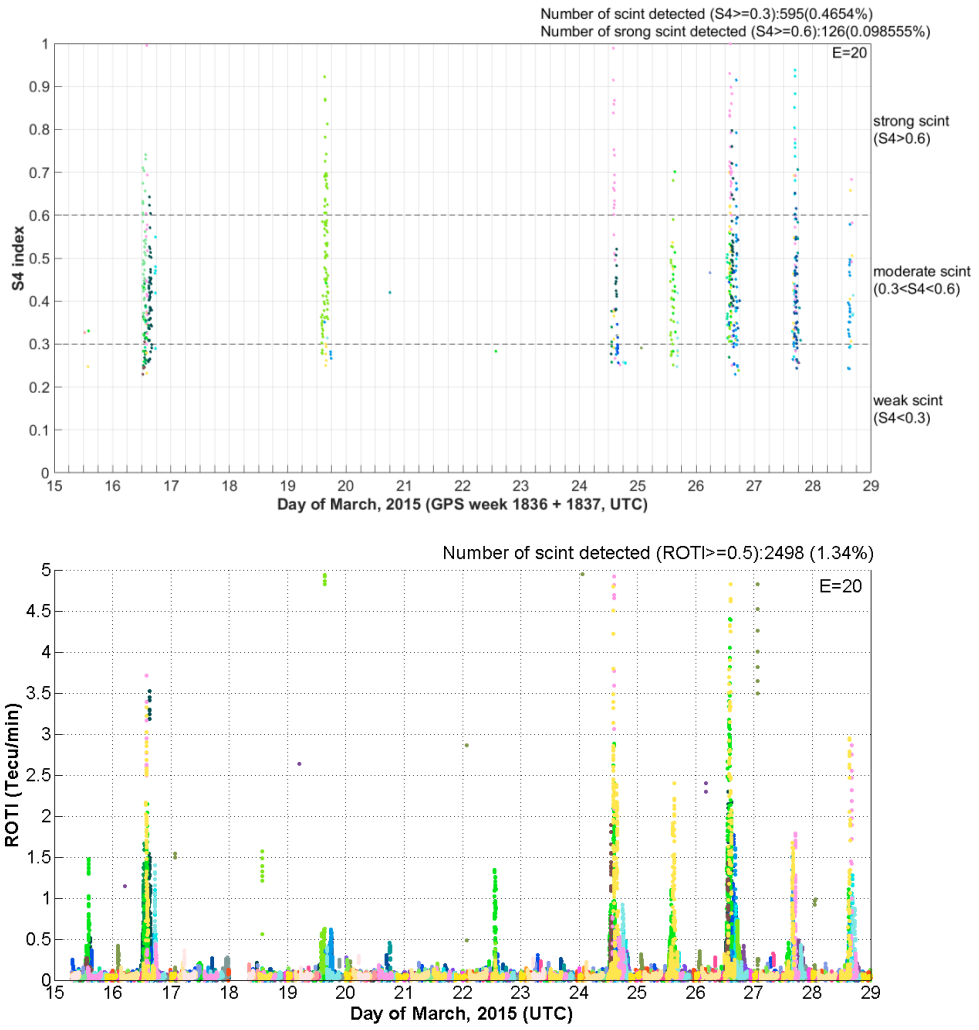 Number of scint detected (S4>=0.3):595(0.4654%)
Number of srong scint detected (S4>=0.6):126(0.098555%)
E=20
1
0.9
0.8
0.7
0.6
0.5
0.4
0.3
0.2
0.1
0
S4 index
strong scint
(S4>0.6)
moderate scint
(0.3<S4<0.6)
weak scint
(S4<0.3)
15 16 17 18 19 20 21 22 23 24 25 26 27 28 29
Day of March, 2015 (GPS week 1836 + 1837, UTC)
Number of scint detected (ROTI>=0.5):2498 (1.34%)
E=20
5
4.5
4
3.5
3
2.5
2
1.5
1
0.5
0
ROTI (Tecu/min)
15 16 17 18 19 20 21 22 23 24 25 26 27 28 29
Day of March, 2015 (UTC)